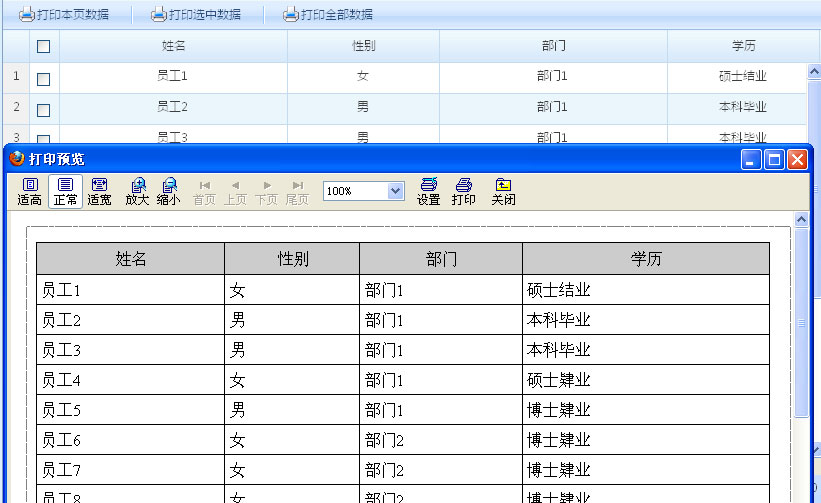 打印本页数据 打印选中数据 打印全部数据
姓名 性别 部门 学历
1 员工1 女 部门1 硕士结业
2 员工2 男 部门1 本科毕业
3 员工3 男 部门1 本科毕业
打印预览
适高 正常 适宽 放大 缩小 首页 上页 下页 尾页 100% 设置 打印 关闭
姓名 性别 部门 学历
员工1 女 部门1 硕士结业
员工2 男 部门1 本科毕业
员工3 男 部门1 本科毕业
员工4 女 部门1 硕士肄业
员工5 男 部门1 博士肄业
员工6 女 部门2 博士肄业
员工7 女 部门2 博士肄业
员工8 女 部门2 博士肄业